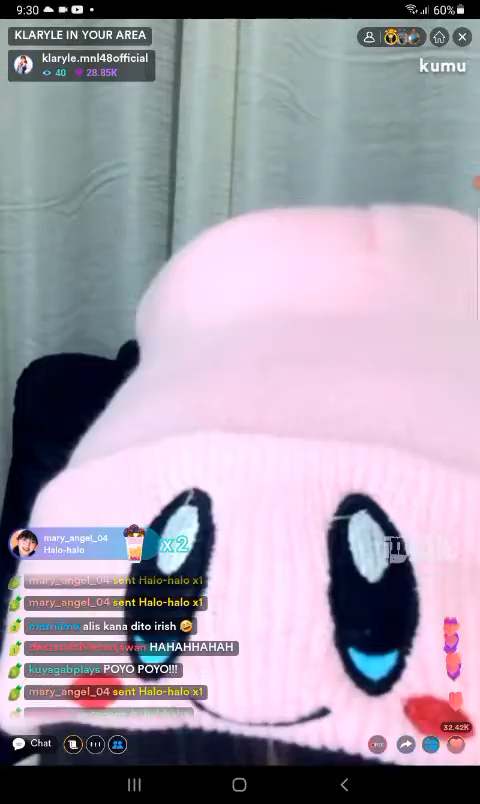 9:30
60%
KLARYLE IN YOUR AREA
klaryle.mnl48official
40 28.85K
kumu
mary_angel_04
Halo-halo
x2
mary_angel_04 sent Halo-halo x1
mary_angel_04 sent Halo-halo x1
alis kana dito irish 🤣
HAHAHHAHAH
kuyagabplays POYO POYO!!!
mary_angel_04 sent Halo-halo x1
32.42K
Chat